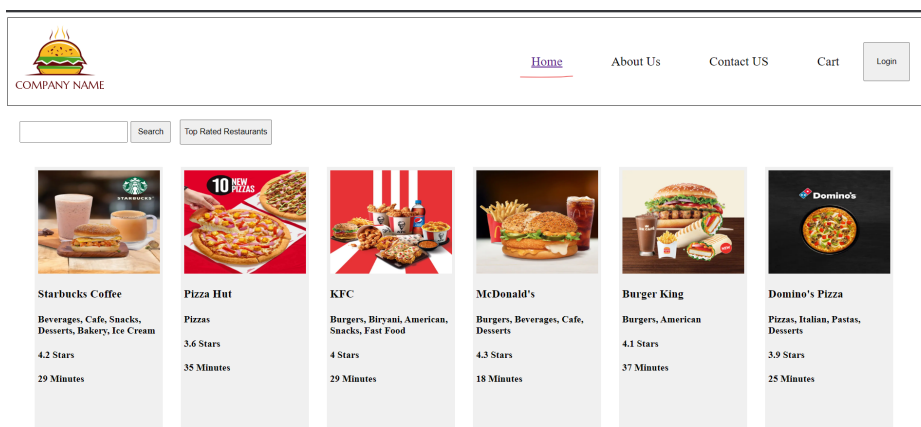 COMPANY NAME
Home
About Us
Contact US
Cart
Login
Search
Top Rated Restaurants
STARBUCKS
10 NEW PIZZAS
Domino's
Starbucks Coffee
Beverages, Cafe, Snacks,
Desserts, Bakery, Ice Cream
4.2 Stars
29 Minutes
Pizza Hut
Pizzas
3.6 Stars
35 Minutes
KFC
Burgers, Biryani, American,
Snacks, Fast Food
4 Stars
29 Minutes
McDonald's
Burgers, Beverages, Cafe,
Desserts
4.3 Stars
18 Minutes
Burger King
Burgers, American
4.1 Stars
37 Minutes
Domino's Pizza
Pizzas, Italian, Pastas,
Desserts
3.9 Stars
25 Minutes